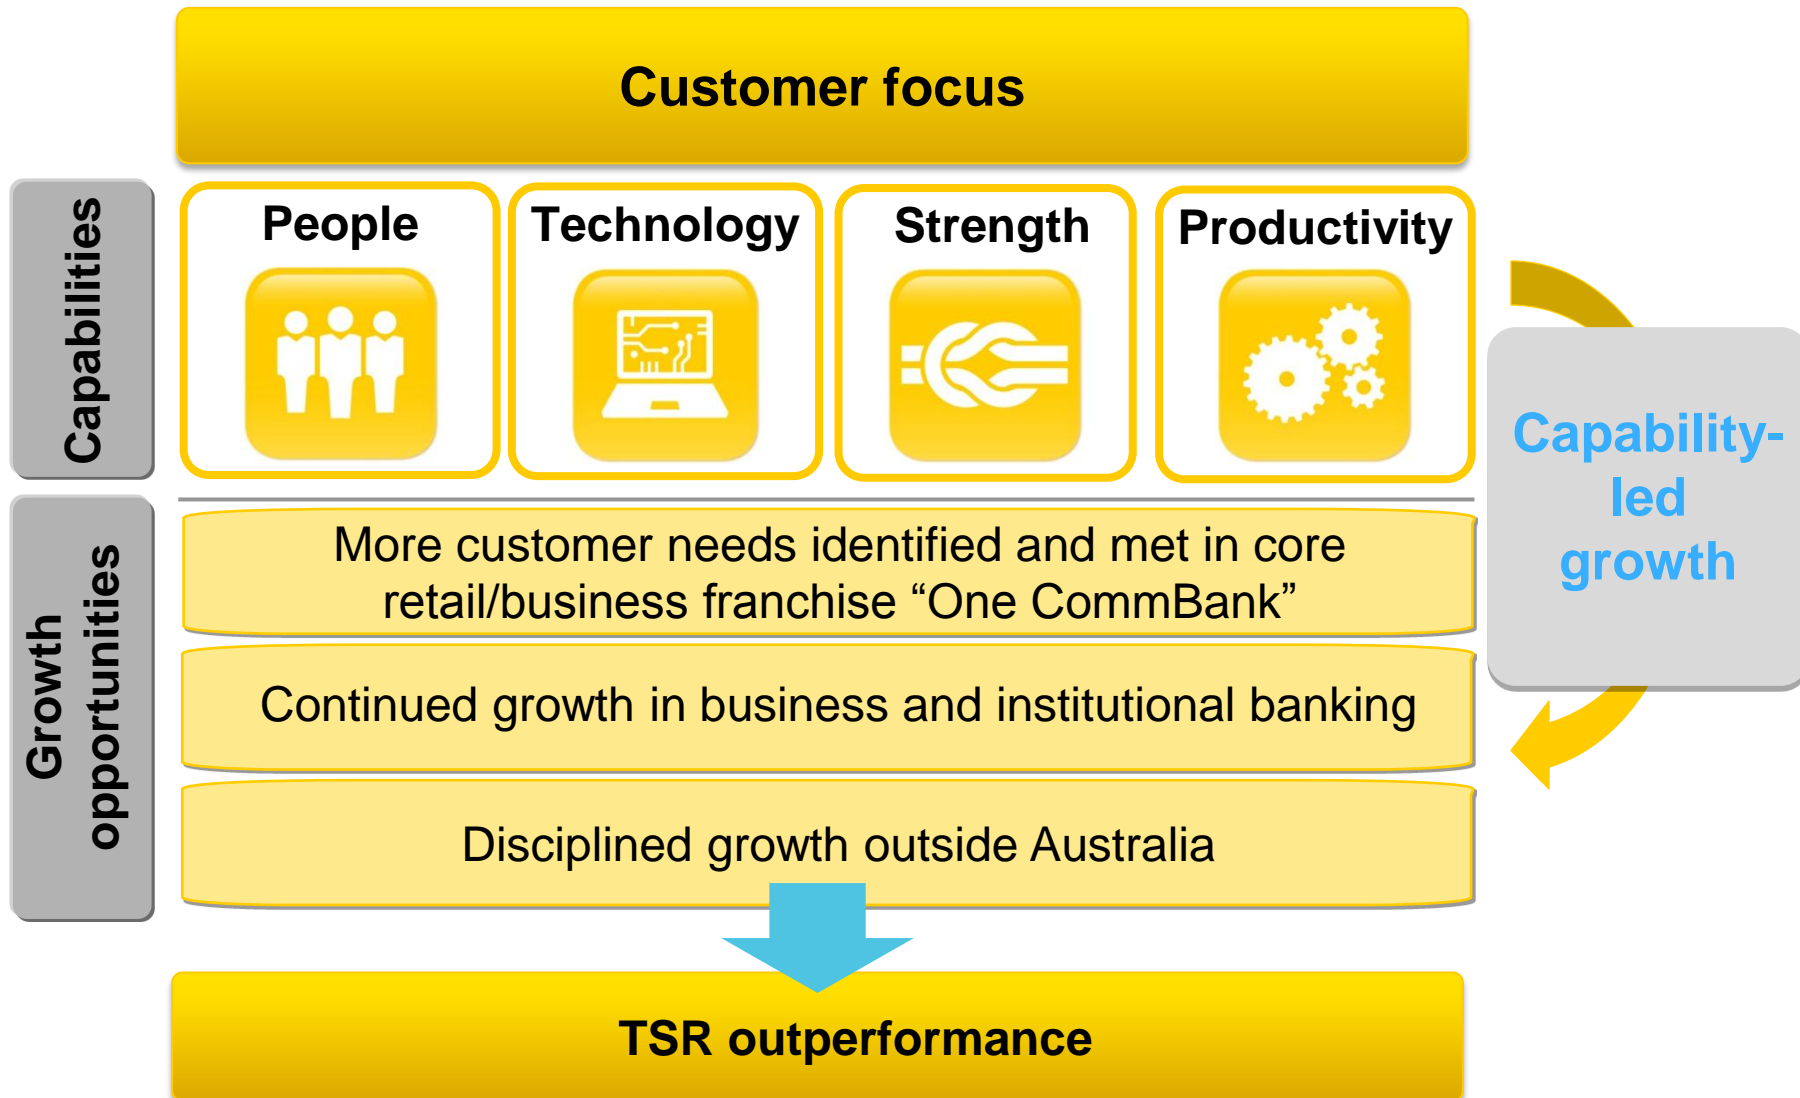 Customer focus
Capabilities
People
Technology
Strength
Productivity
Capability-
led
growth
Growth
opportunities
More customer needs identified and met in core
retail/business franchise “One CommBank”
Continued growth in business and institutional banking
Disciplined growth outside Australia
TSR outperformance